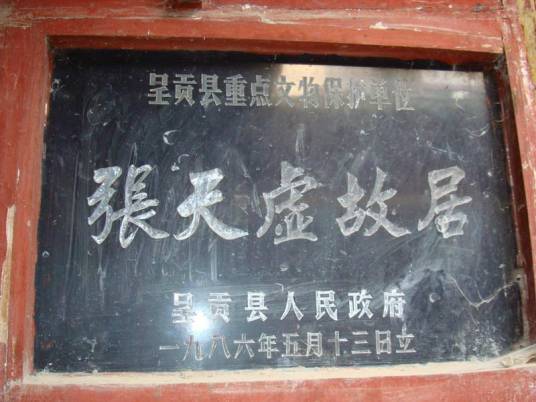 呈贡县重点文物保护单位
張天虚故居
呈贡县人民政府
一九八六年五月十三日立